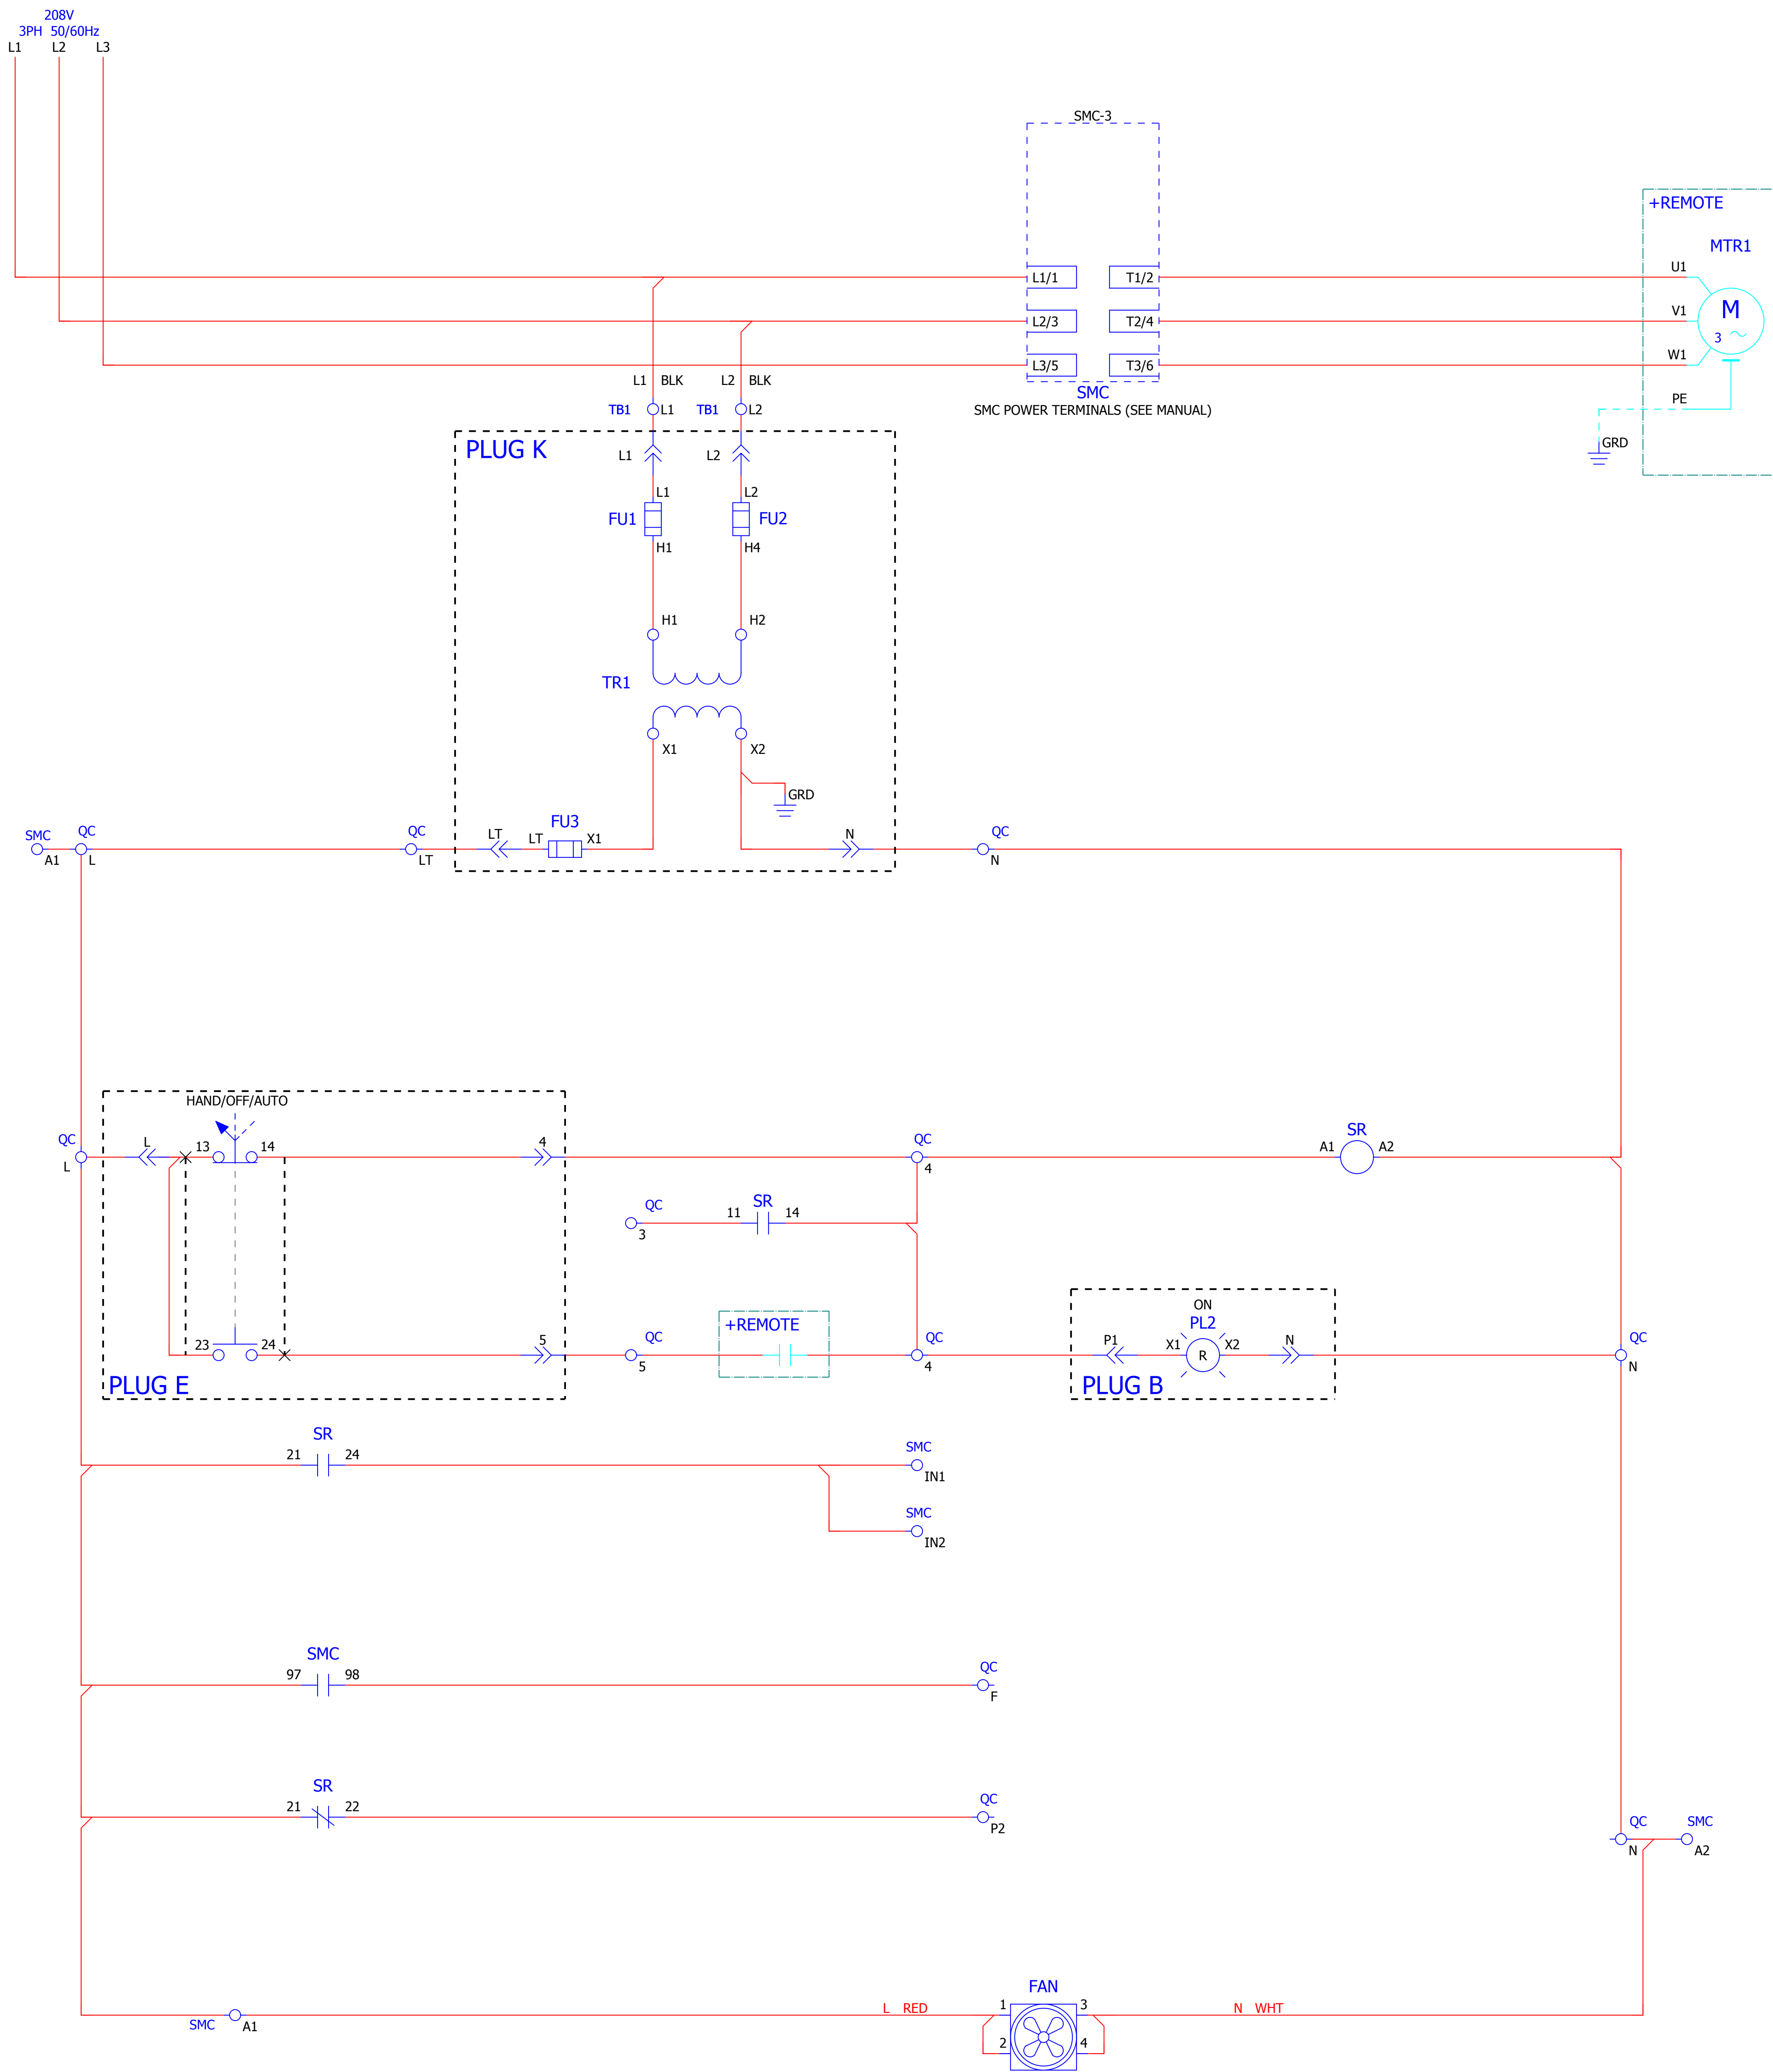 208V
3PH 50/60Hz
L1 L2 L3
SMC-3
+REMOTE
MTR1
L1/1 T1/2 U1
L2/3 T2/4 V1
M
3
L3/5 T3/6 W1
L1 BLK L2 BLK
SMC
PE
TB1 L1 TB1 L2
SMC POWER TERMINALS (SEE MANUAL)
GRD
PLUG K
L1 L2
L1 L2
FU1 FU2
H1 H4
H1 H2
TR1
X1 X2
GRD
FU3
SMC QC QC LT LT X1 N QC
A1 L LT N
HAND/OFF/AUTO
QC L 13 14 4 QC SR
A1 A2
L 4
QC SR
11 14
3
+REMOTE
ON
PL2
23 24 5 QC QC P1 X1 X2 N QC
R
5 4 N
PLUG E PLUG B
SR
21 24 SMC
IN1
SMC
IN2
SMC
97 98 QC
F
SR
21 22 QC
P2
QC SMC
N A2
FAN
L RED 1 3 N WHT
SMC A1
2 4